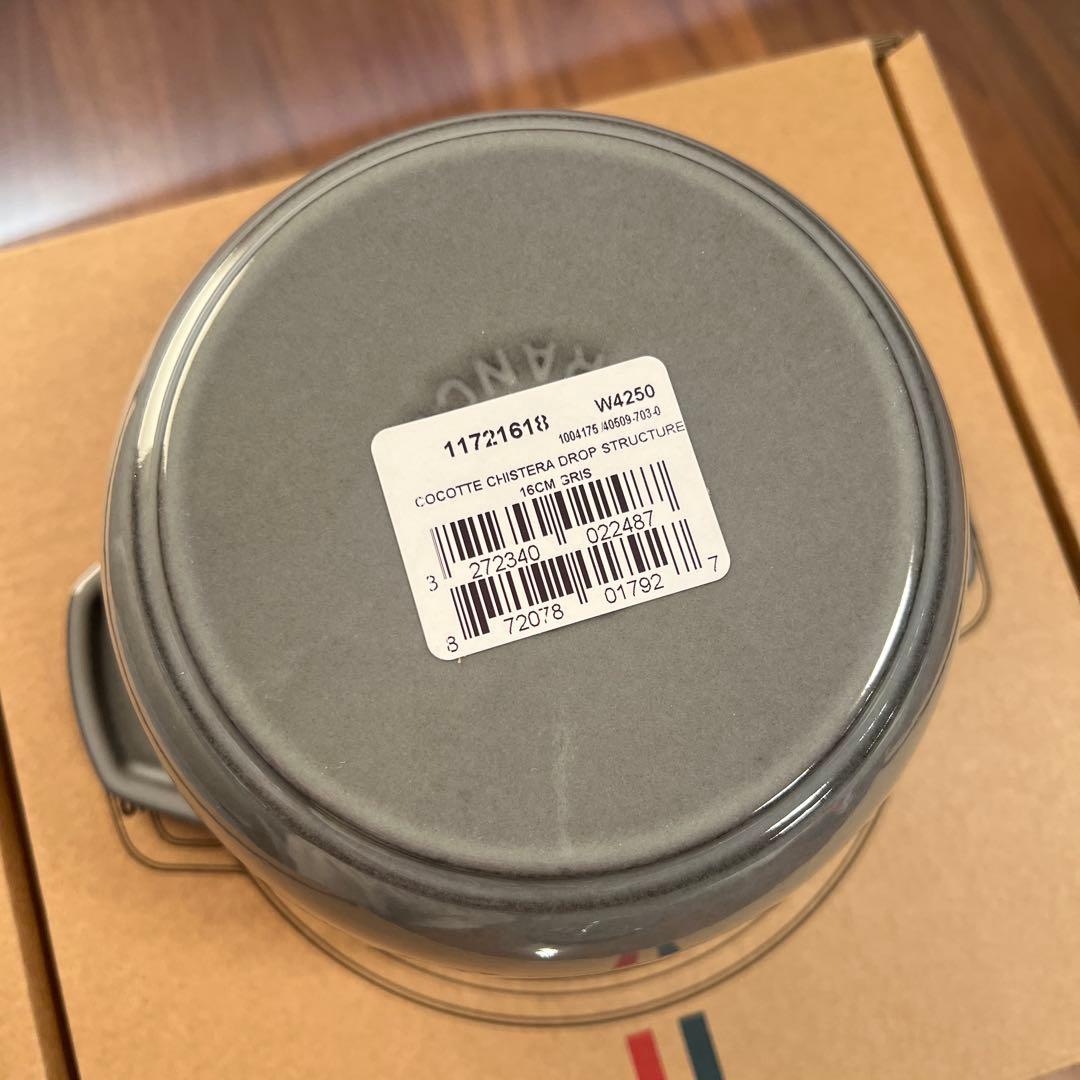 11721618 W4250
1004175 /40509-703-0
COCOTTE CHISTERA DROP STRUCTURE
16CM GRIS
3 272340 022487
8 72078 01792 7